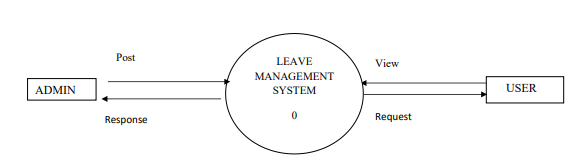 Post
LEAVE
MANAGEMENT
SYSTEM
0
View
ADMIN
USER
Response
Request